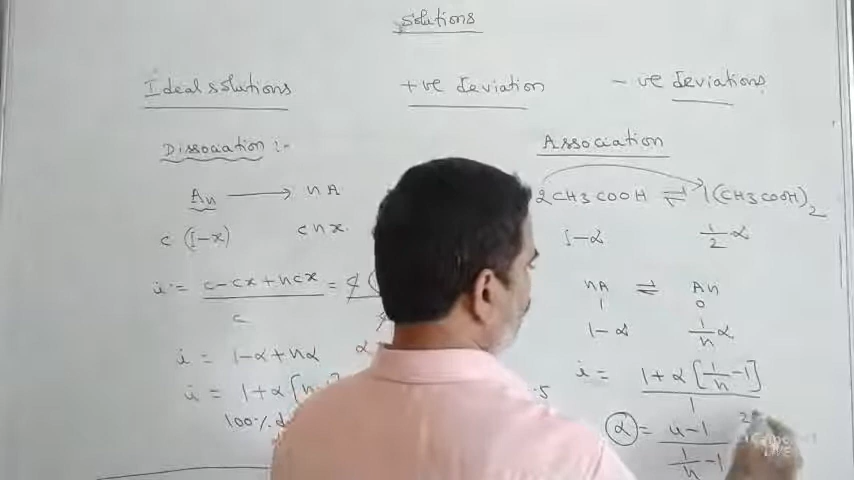 Solutions
Ideal solutions
+ve deviation
- ve deviations
Dissociation :-
An → nA
c (1-x) cnx.
i = c-cx+ncx / c =
i = 1-α+nα
i = 1+α[n-1]
100%
Association
2CH3COOH ⇌ 1(CH3COOH)2
1-α 1/2 α
nA ⇌ An
1 0
1-α 1/n α
i = 1+α[1/n -1] / 1
α = i-1 / 1/n -1